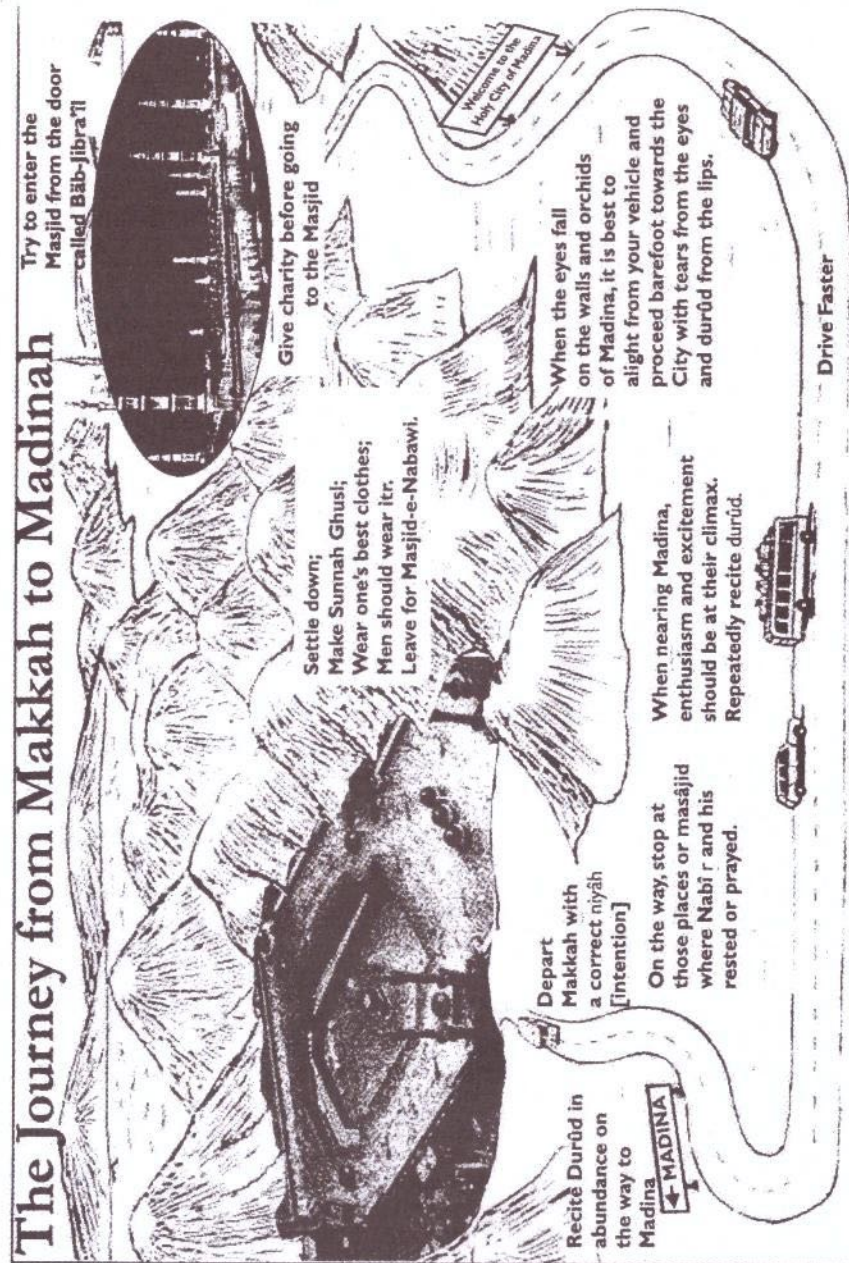 The Journey from Makkah to Madinah
Try to enter the
Masjid from the door
called Bāb-Jibra'īl
Give charity before going
to the Masjid
Welcome to the
Holy City of Madina
Settle down;
Make Sunnah Ghusl;
Wear one's best clothes;
Men should wear itr.
Leave for Masjid-e-Nabawi.
When the eyes fall
on the walls and orchids
of Madina, it is best to
alight from your vehicle and
proceed barefoot towards the
City with tears from the eyes
and durûd from the lips.
When nearing Madina,
enthusiasm and excitement
should be at their climax.
Repeatedly recite durûd.
Drive Faster
Depart
Makkah with
a correct niyâh
[intention]
On the way, stop at
those places or masâjid
where Nabî r and his
rested or prayed.
Recite Durûd in
abundance on
the way to
Madina
MADINA